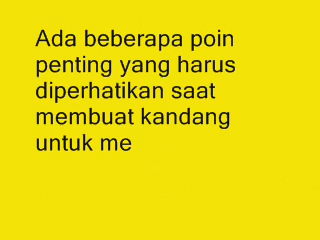 Ada beberapa poin
penting yang harus
diperhatikan saat
membuat kandang
untuk me